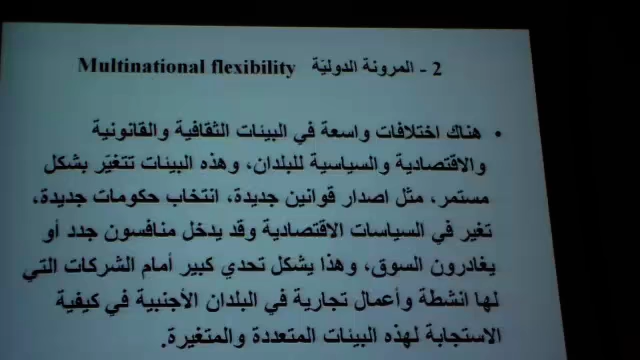 2 - المرونة الدوليّة Multinational flexibility
• هناك اختلافات واسعة في البيئات الثقافية والقانونية
والاقتصادية والسياسية للبلدان، وهذه البيئات تتغيّر بشكل
مستمر، مثل اصدار قوانين جديدة، انتخاب حكومات جديدة،
تغير في السياسات الاقتصادية وقد يدخل منافسون جدد أو
يغادرون السوق، وهذا يشكل تحدي كبير أمام الشركات التي
لها انشطة وأعمال تجارية في البلدان الأجنبية في كيفية
الاستجابة لهذه البيئات المتعددة والمتغيرة.